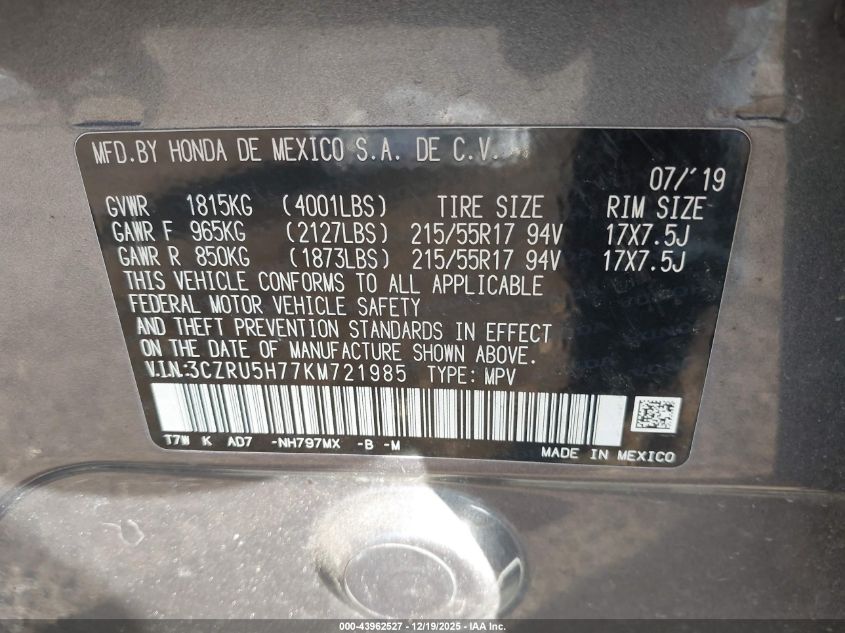 MFD.BY HONDA DE MEXICO S.A. DE C.V.
07/'19
GVWR 1815KG (4001LBS) TIRE SIZE RIM SIZE
GAWR F 965KG (2127LBS) 215/55R17 94V 17X7.5J
GAWR R 850KG (1873LBS) 215/55R17 94V 17X7.5J
THIS VEHICLE CONFORMS TO ALL APPLICABLE
FEDERAL MOTOR VEHICLE SAFETY
AND THEFT PREVENTION STANDARDS IN EFFECT
ON THE DATE OF MANUFACTURE SHOWN ABOVE.
V.I.N.:3CZRU5H77KM721985 TYPE: MPV
T7W K AD7 -NH797MX -B -M
MADE IN MEXICO
000-43962527 - 12/19/2025 - IAA Inc.